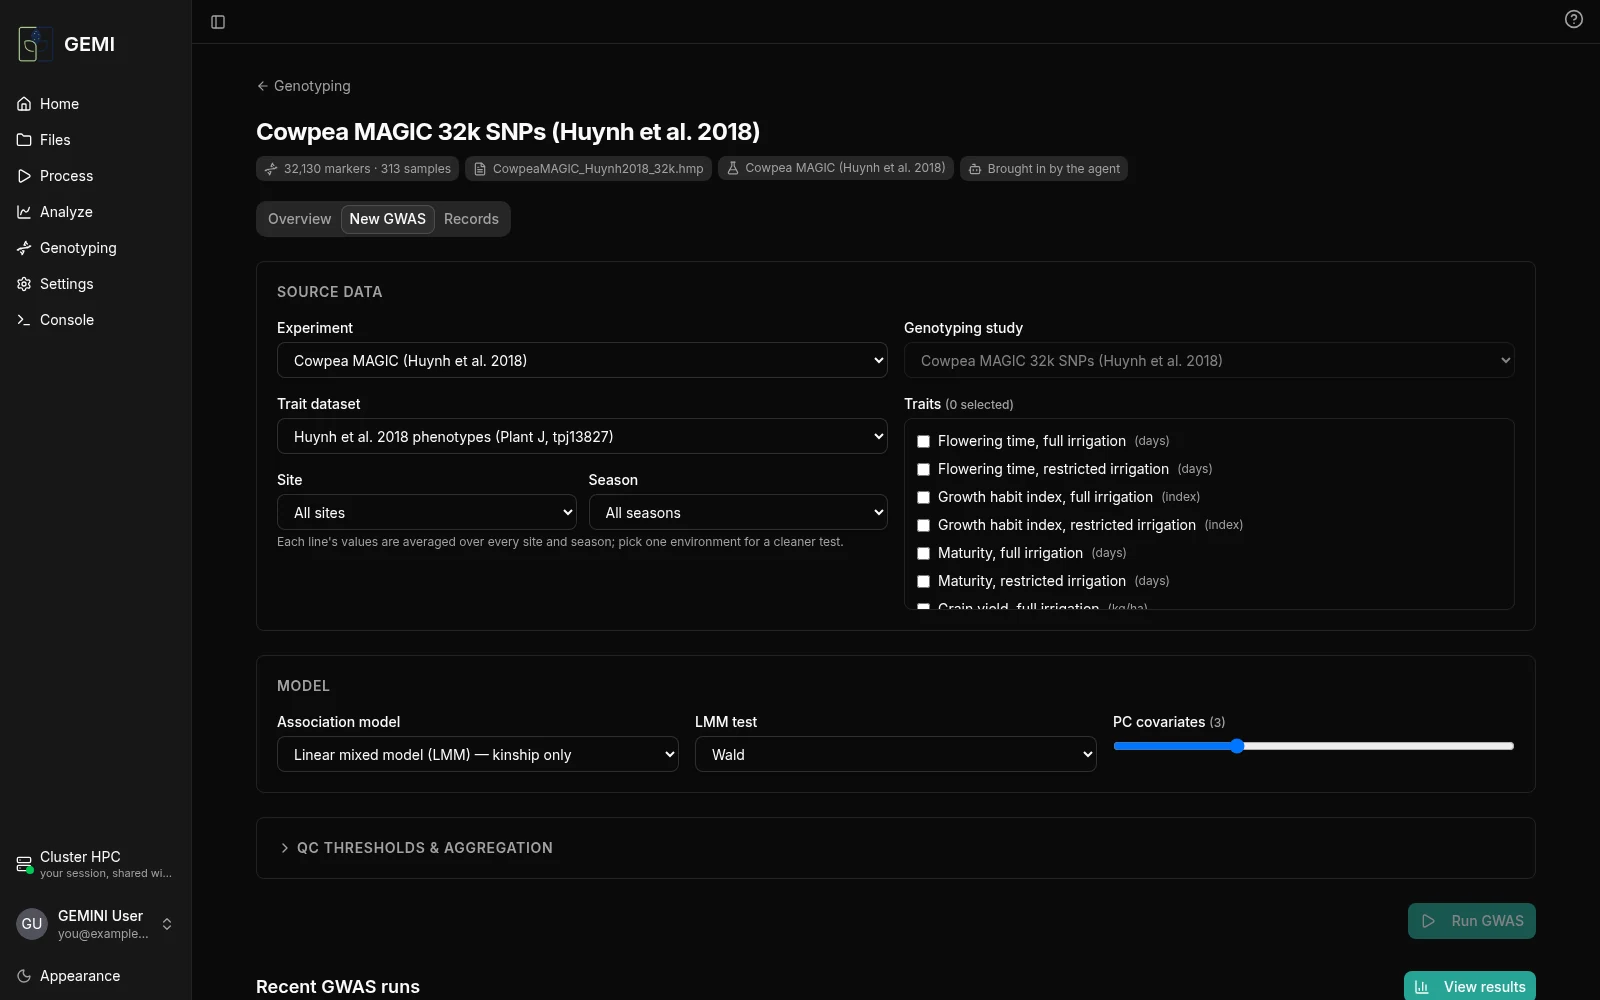 GEMI
Home
Files
Process
Analyze
Genotyping
Settings
Console
Cluster HPC
your session, shared wi...
GU
GEMINI User
you@example...
Appearance
← Genotyping
Cowpea MAGIC 32k SNPs (Huynh et al. 2018)
32,130 markers · 313 samples
CowpeaMAGIC_Huynh2018_32k.hmp
Cowpea MAGIC (Huynh et al. 2018)
Brought in by the agent
Overview
New GWAS
Records
SOURCE DATA
Experiment
Cowpea MAGIC (Huynh et al. 2018)
Genotyping study
Cowpea MAGIC 32k SNPs (Huynh et al. 2018)
Trait dataset
Huynh et al. 2018 phenotypes (Plant J, tpj13827)
Site
All sites
Season
All seasons
Each line's values are averaged over every site and season; pick one environment for a cleaner test.
Traits (0 selected)
Flowering time, full irrigation (days)
Flowering time, restricted irrigation (days)
Growth habit index, full irrigation (index)
Growth habit index, restricted irrigation (index)
Maturity, full irrigation (days)
Maturity, restricted irrigation (days)
Grain yield, full irrigation (kg/ha)
MODEL
Association model
Linear mixed model (LMM) — kinship only
LMM test
Wald
PC covariates (3)
QC THRESHOLDS & AGGREGATION
Run GWAS
Recent GWAS runs
View results